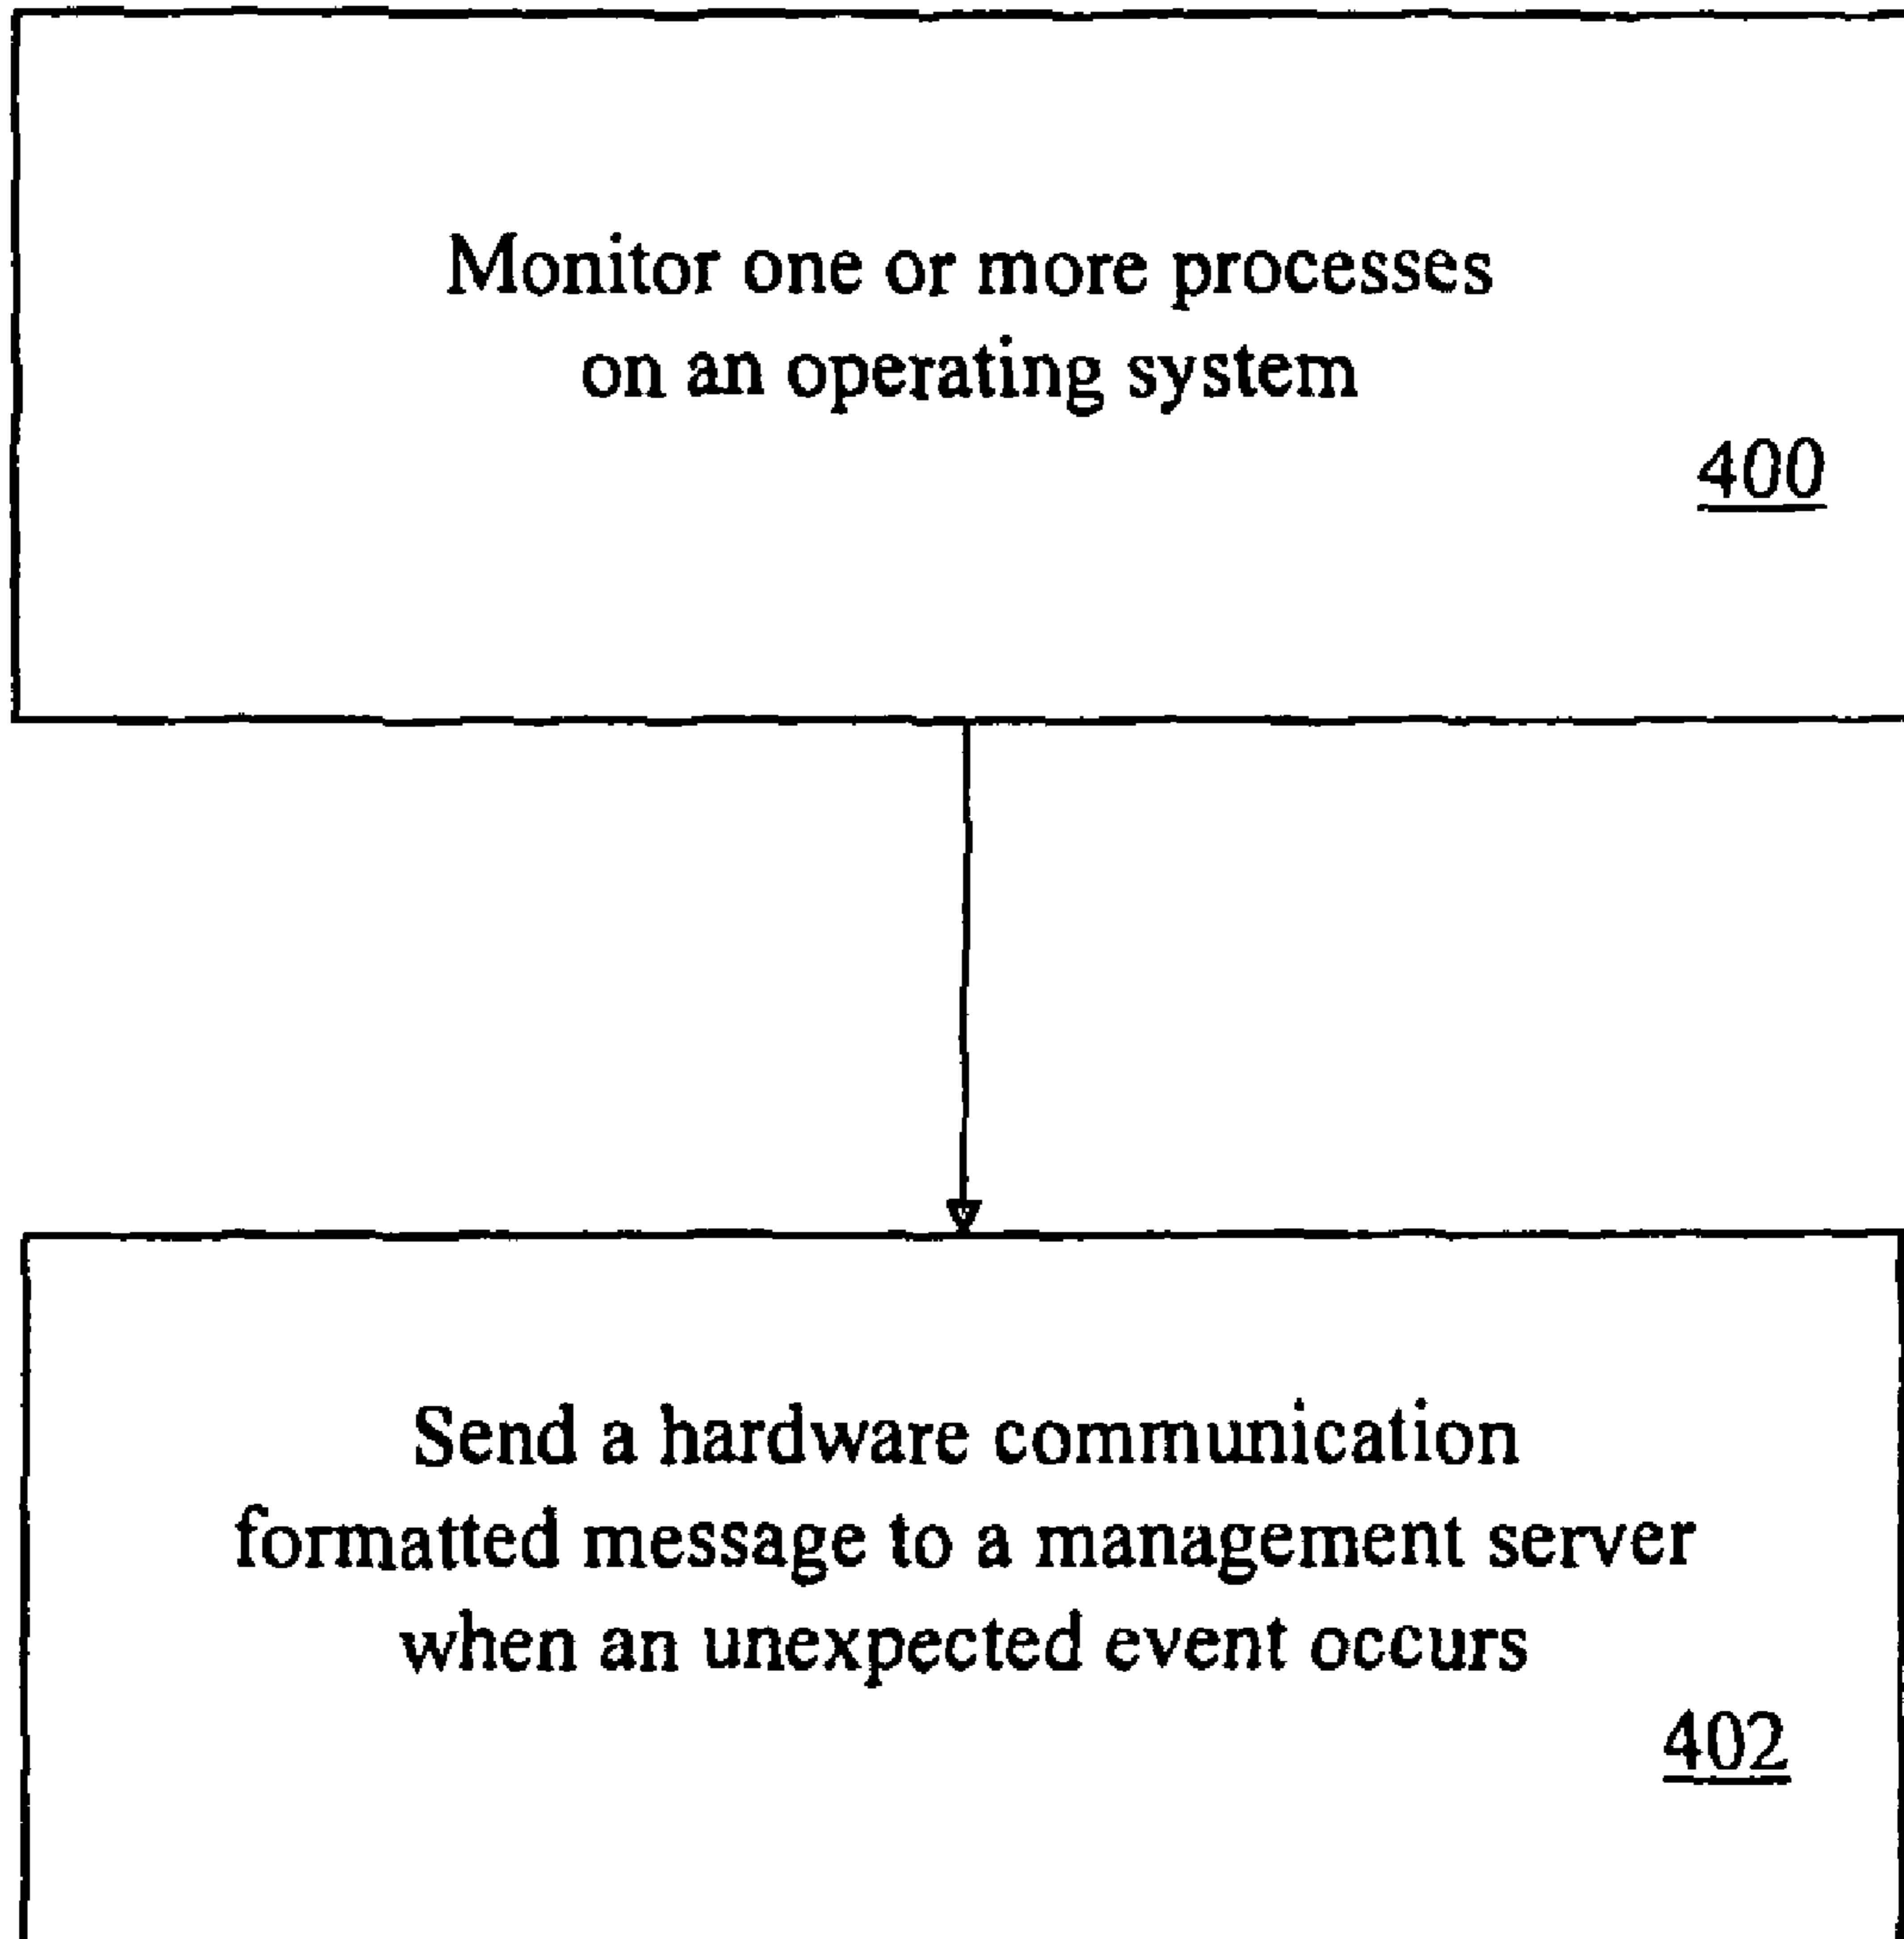 Monitor one or more processes
on an operating system
400
Send a hardware communication
formatted message to a management server
when an unexpected event occurs
402